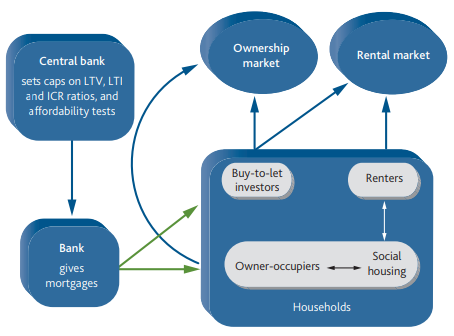 Central bank
sets caps on LTV, LTI
and ICR ratios, and
affordability tests
Ownership
market
Rental market
Buy-to-let
investors
Renters
Bank
gives
mortgages
Owner-occupiers
Social
housing
Households